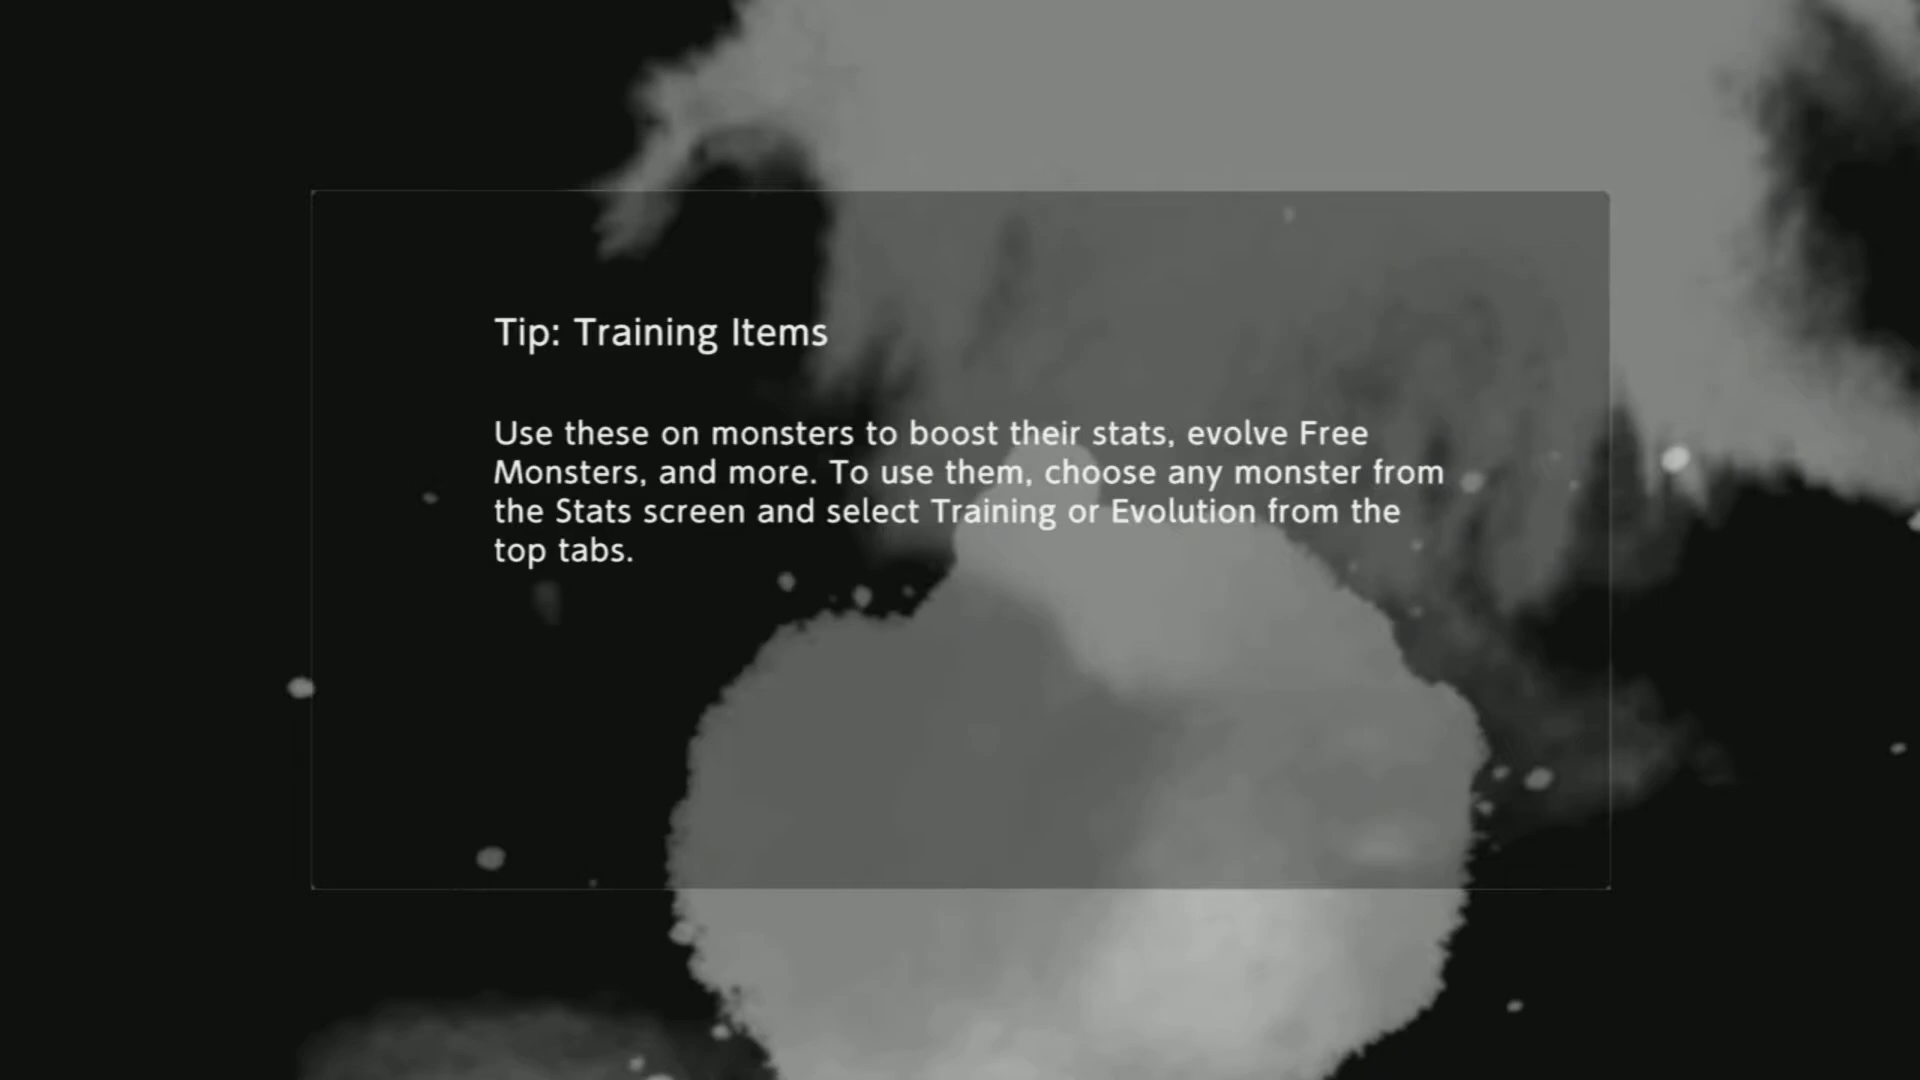 Tip: Training Items
Use these on monsters to boost their stats, evolve Free
Monsters, and more. To use them, choose any monster from
the Stats screen and select Training or Evolution from the
top tabs.